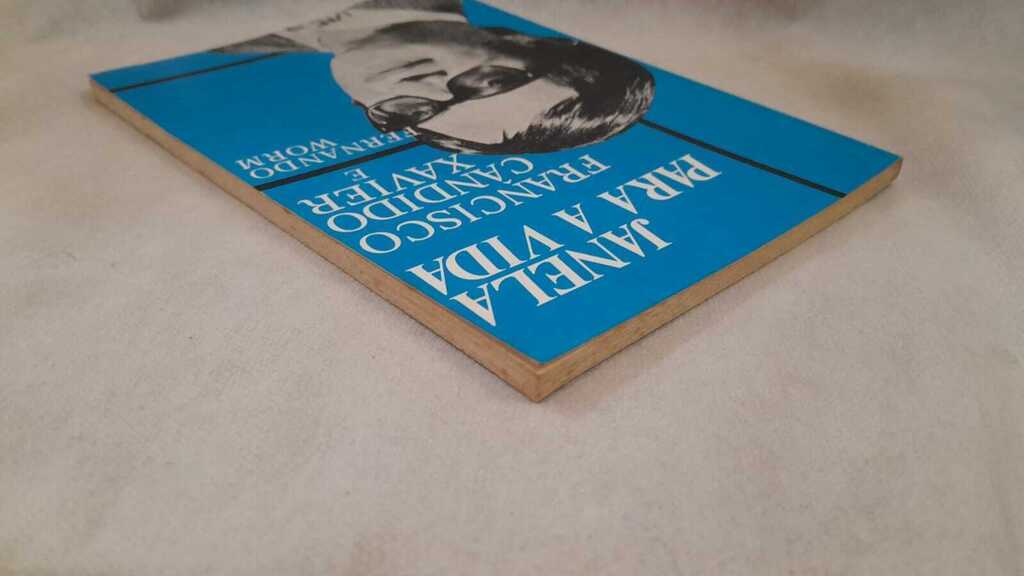 JANELA
PARA A VIDA
FRANCISCO
CANDIDO
XAVIER
E
FERNANDO
WORM